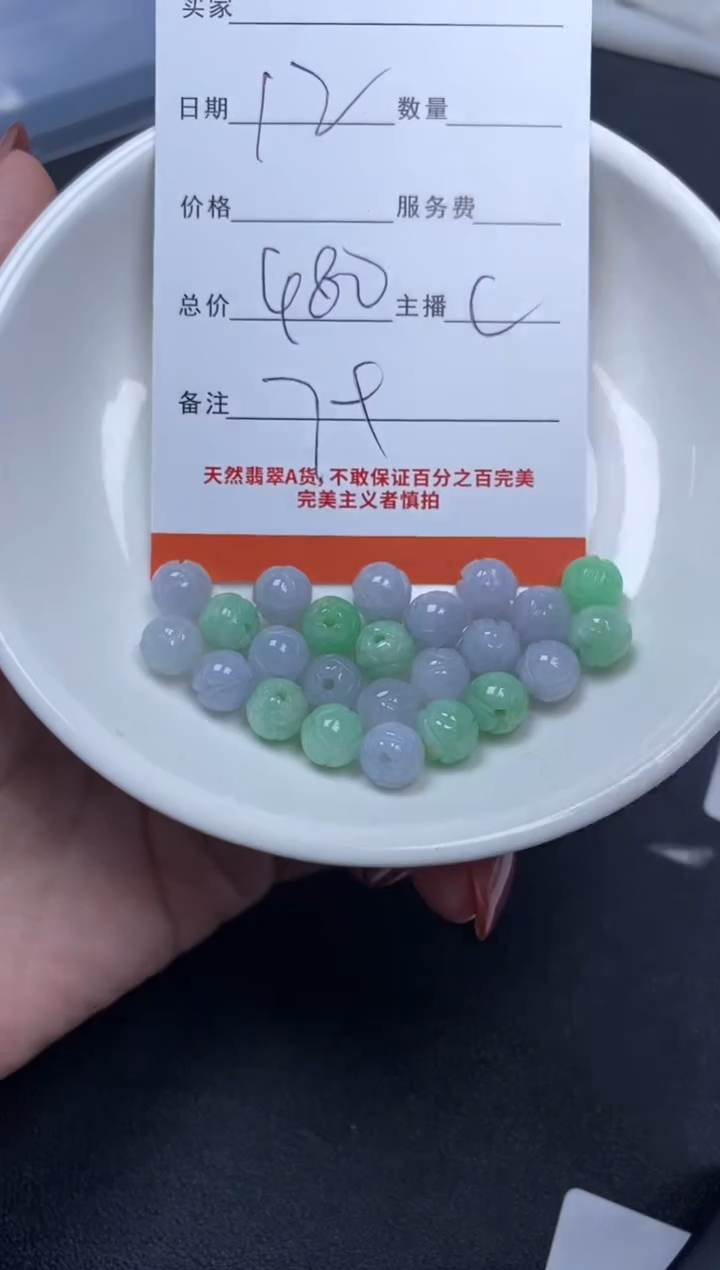 买家
日期 12 数量
价格 服务费
总价 480 主播 C
备注
天然翡翠A货,不敢保证百分之百完美
完美主义者慎拍